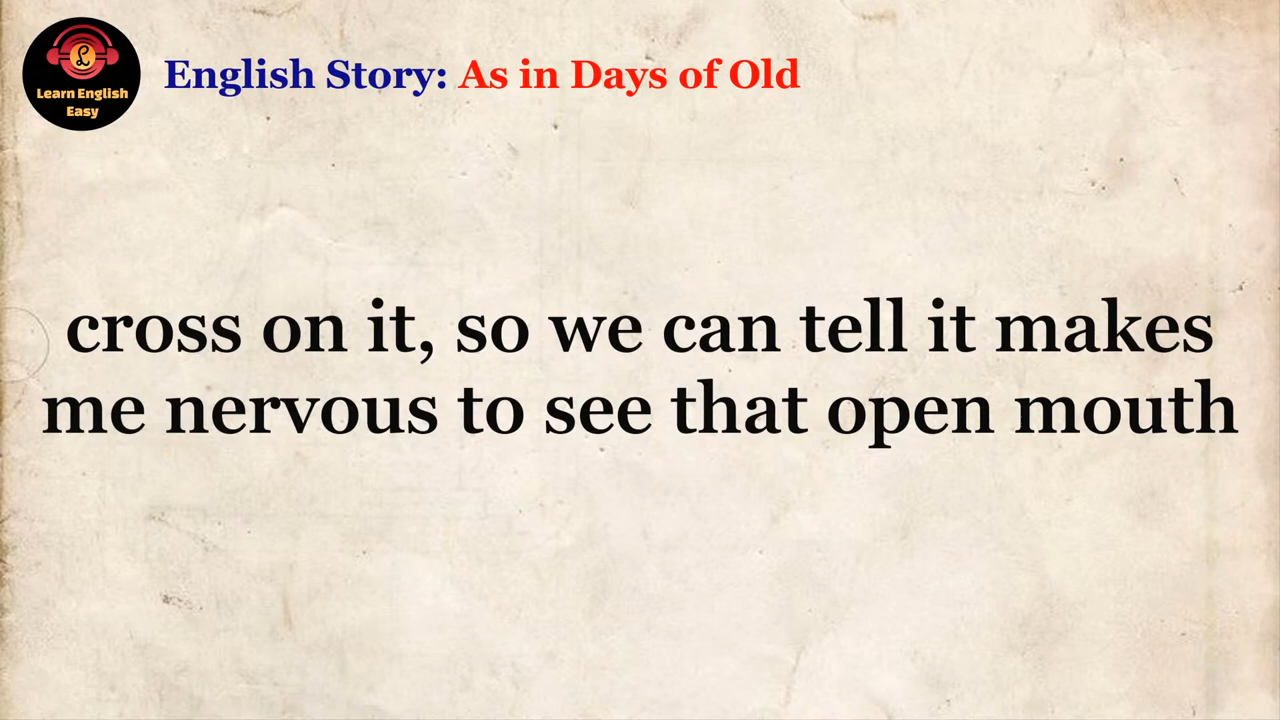 Learn English
Easy
English Story: As in Days of Old
cross on it, so we can tell it makes
me nervous to see that open mouth